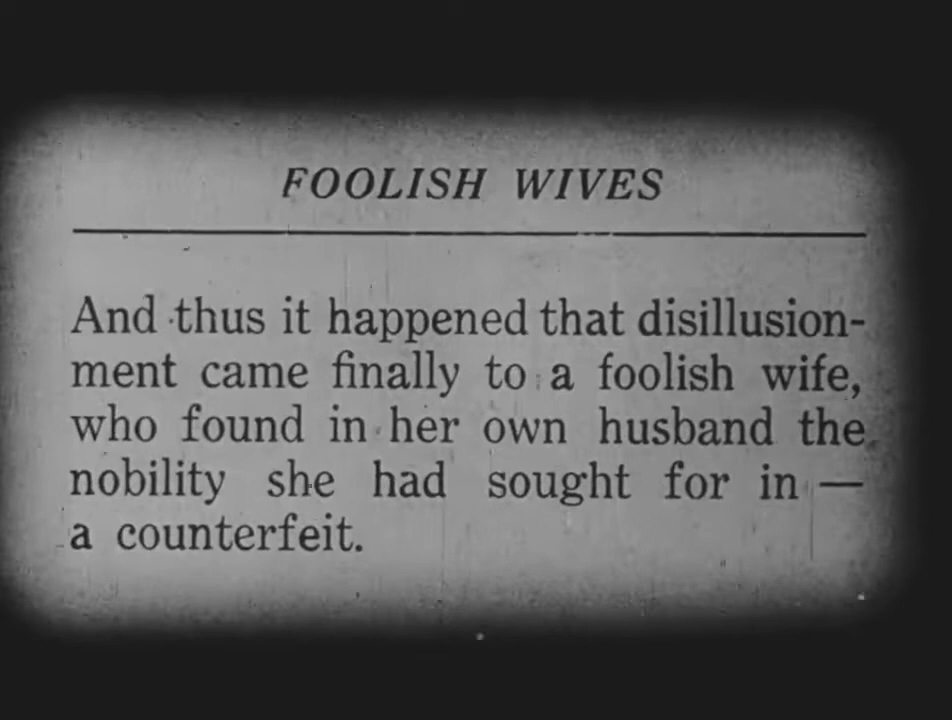 FOOLISH WIVES
And thus it happened that disillusion-
ment came finally to a foolish wife,
who found in her own husband the
nobility she had sought for in —
a counterfeit.